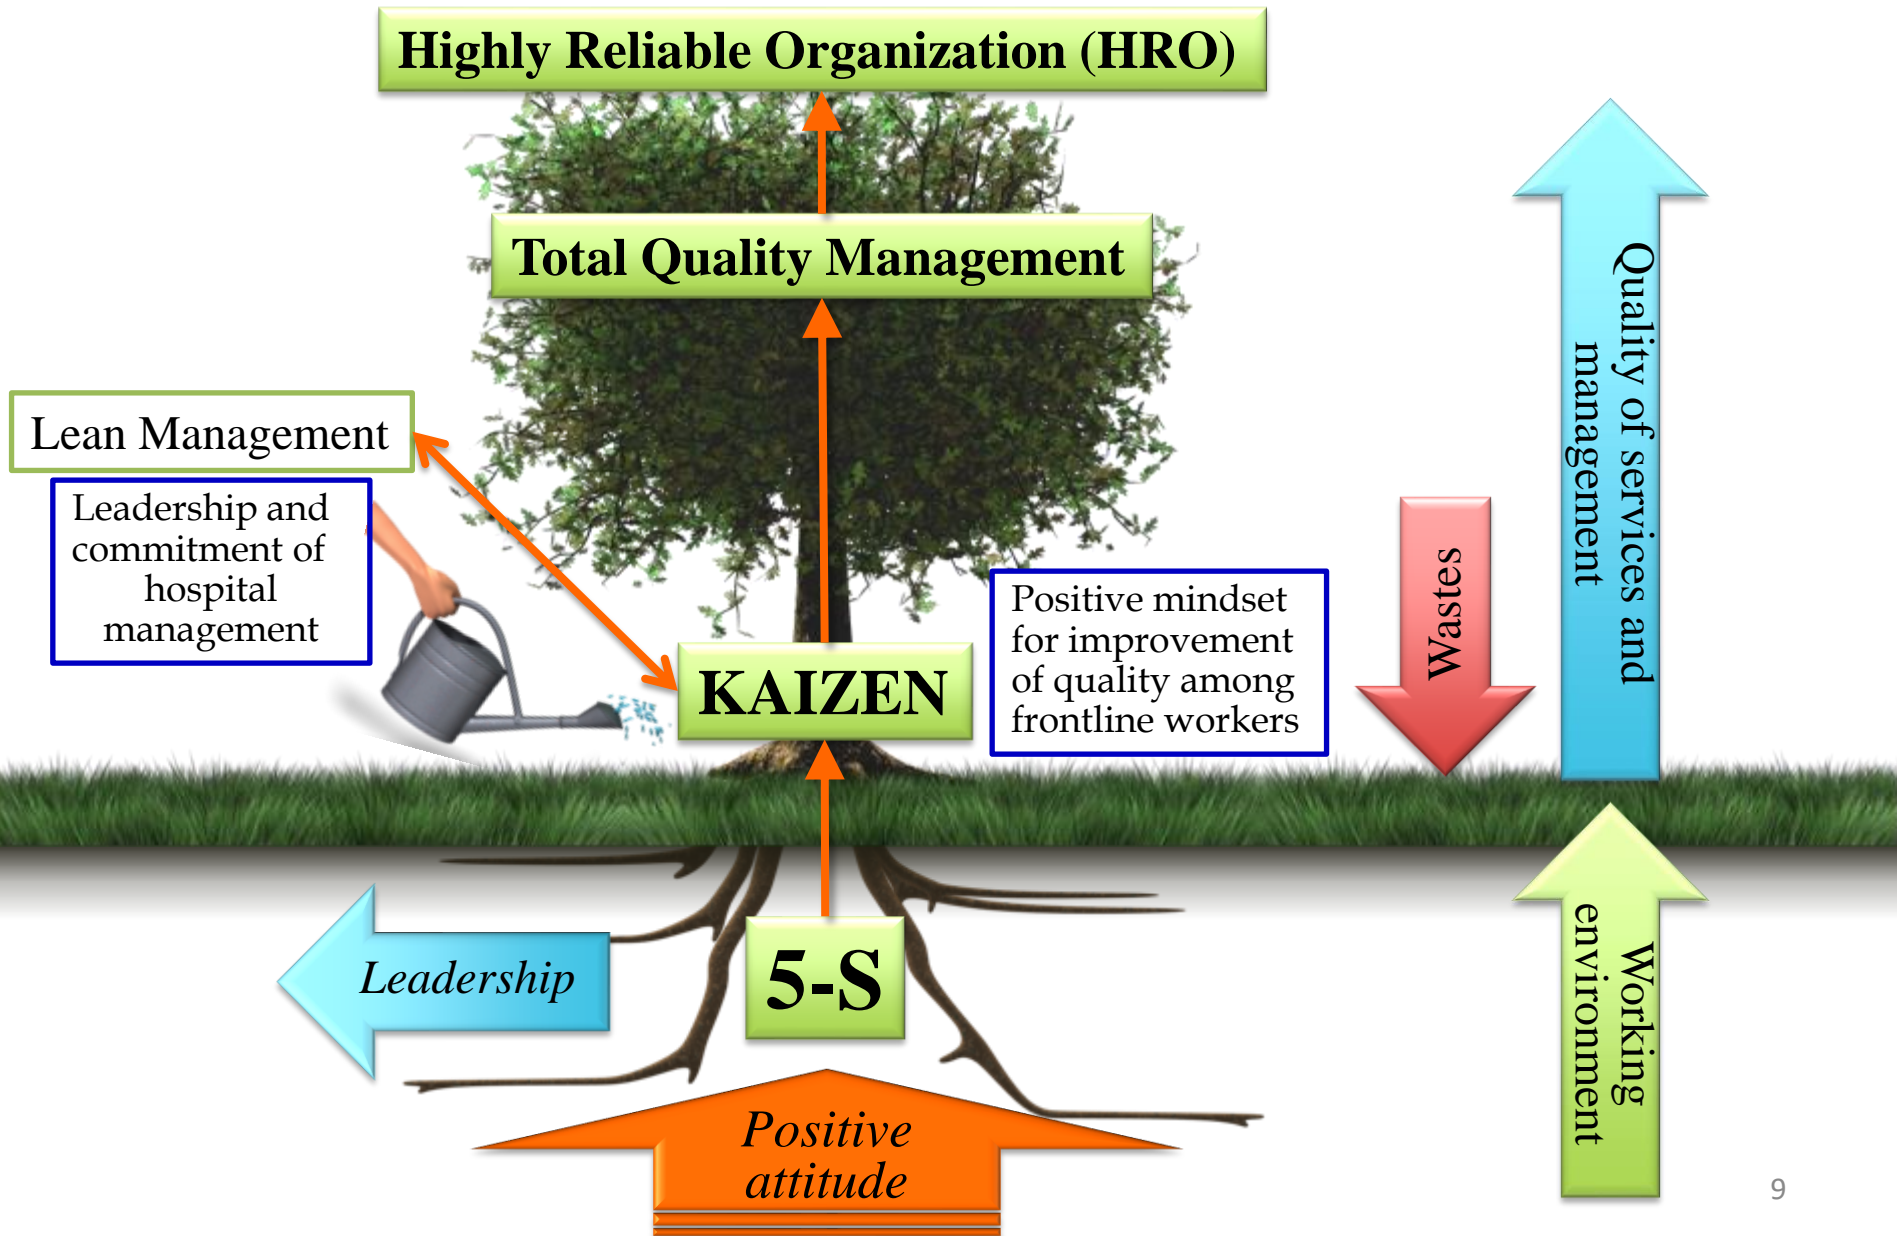 Highly Reliable Organization (HRO)
Total Quality Management
Lean Management
Leadership and
commitment of
hospital
management
KAIZEN
Positive mindset
for improvement
of quality among
frontline workers
Wastes
Quality of services and
management
5-S
Leadership
Positive
attitude
Working
environment
9